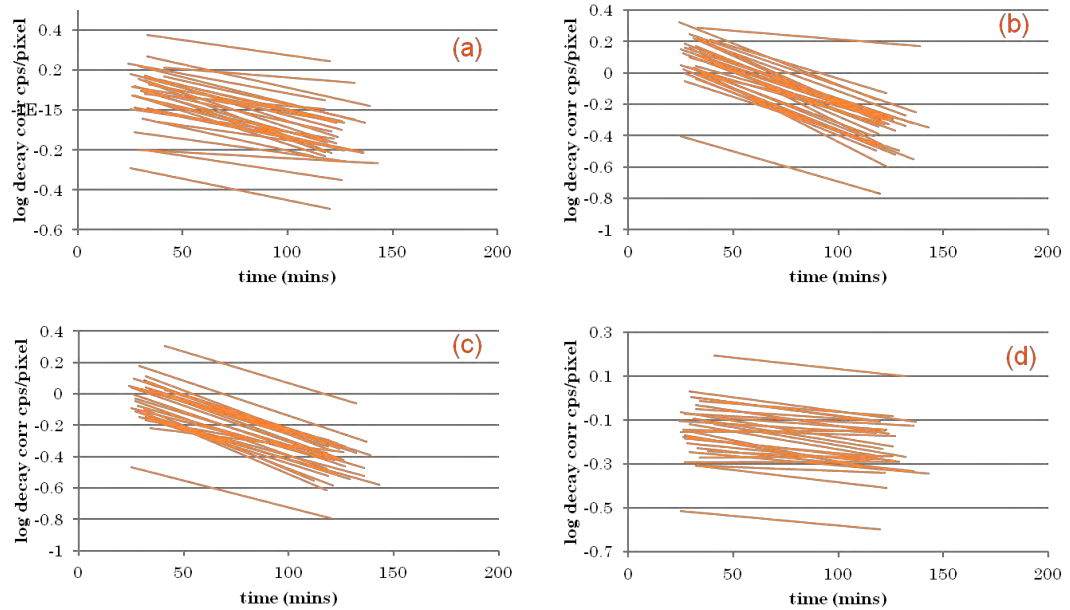 (a)
log decay corr cps/pixel
0.4
0.2
-1E-15
-0.2
-0.4
-0.6
0 50 100 150 200
time (mins)
(b)
log decay corr cps/pixel
0.4
0.2
0
-0.2
-0.4
-0.6
-0.8
-1
0 50 100 150 200
time (mins)
(c)
log decay corr cps/pixel
0.4
0.2
0
-0.2
-0.4
-0.6
-0.8
-1
0 50 100 150 200
time (mins)
(d)
log decay corr cps/pixel
0.3
0.1
-0.1
-0.3
-0.5
-0.7
0 50 100 150 200
time (mins)